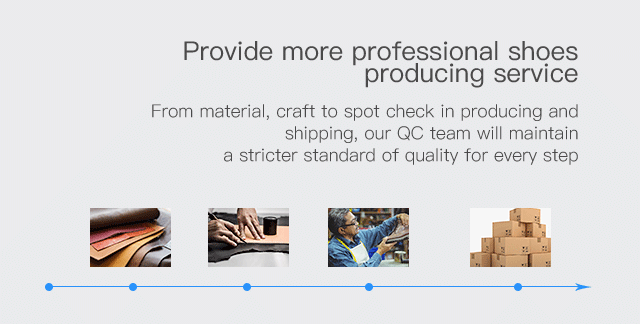 Provide more professional shoes
producing service
From material, craft to spot check in producing and
shipping, our QC team will maintain
a stricter standard of quality for every step